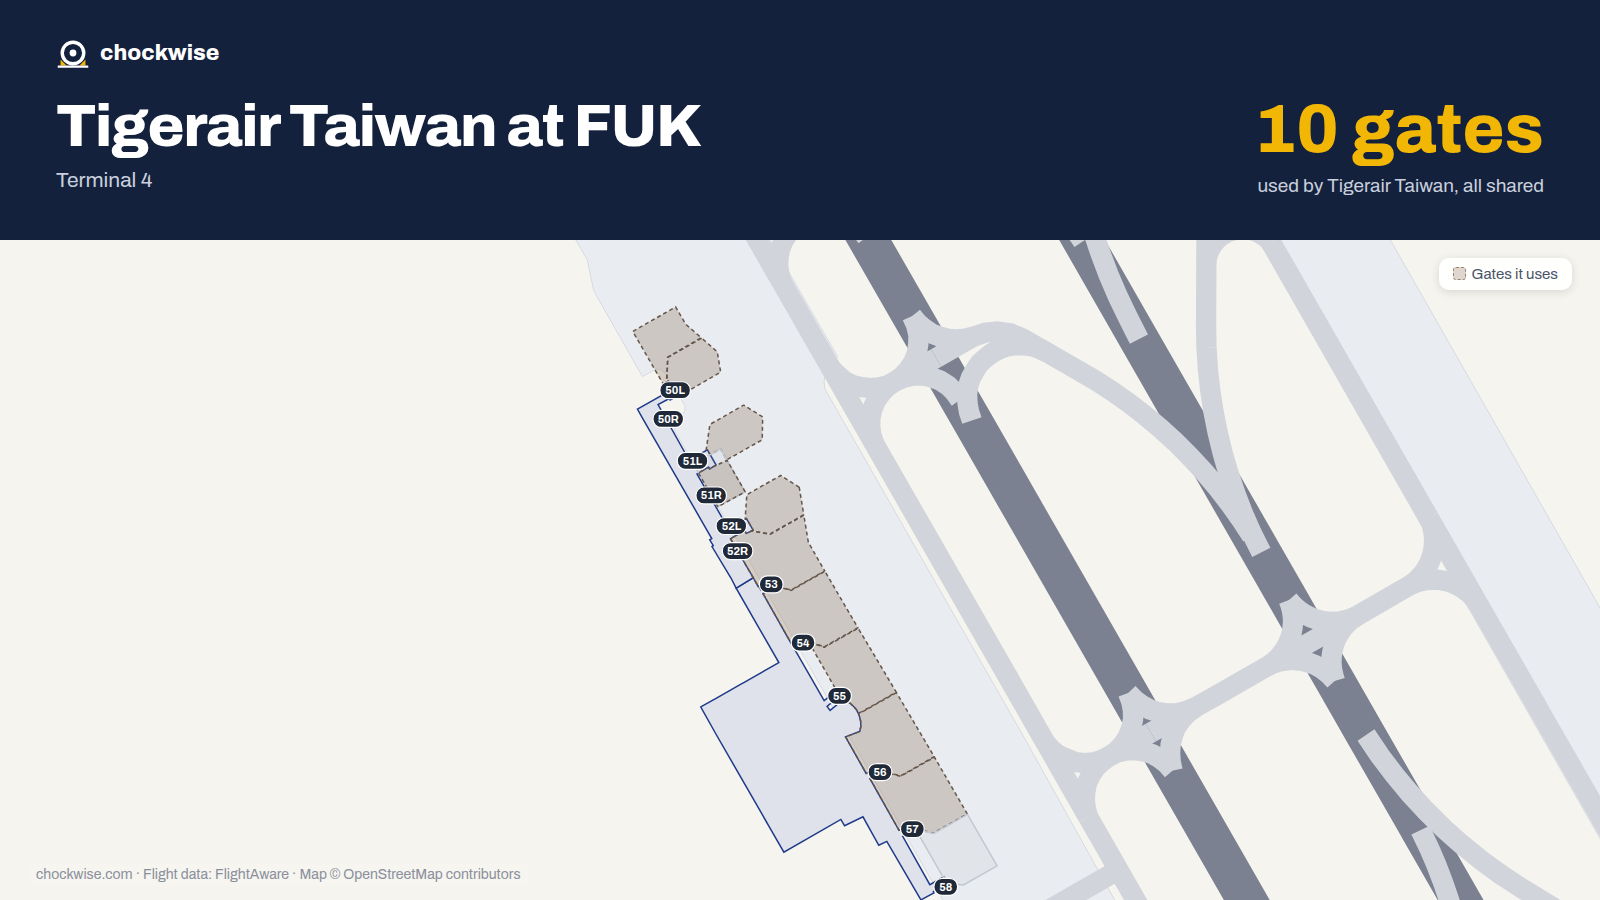 chockwise
Tigerair Taiwan at FUK
Terminal 4
10 gates
used by Tigerair Taiwan, all shared
Gates it uses
50L
50R
51L
51R
52L
52R
53
54
55
56
57
58
chockwise.com · Flight data: FlightAware · Map © OpenStreetMap contributors